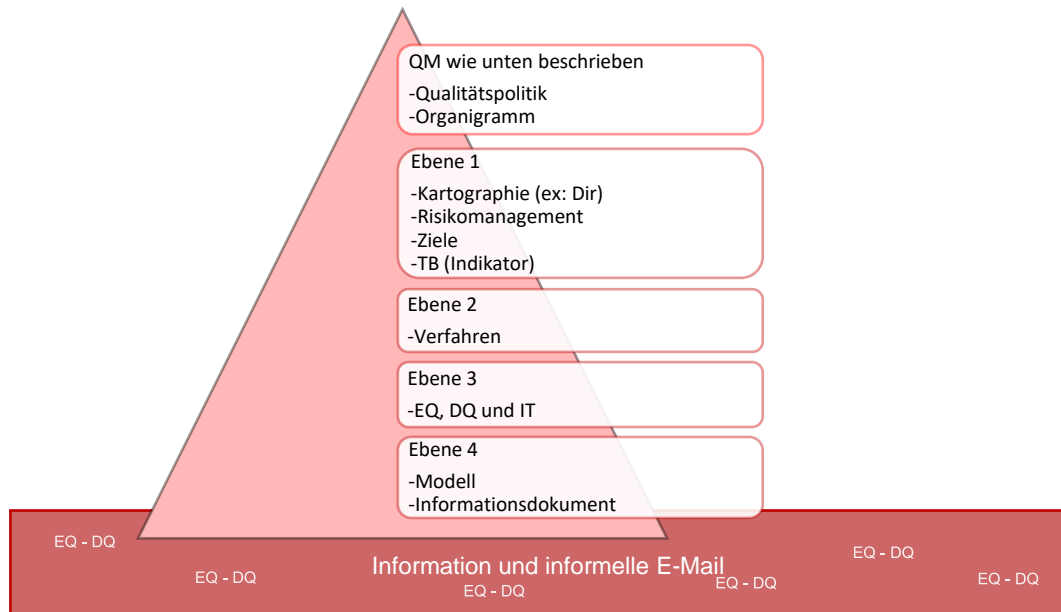 QM wie unten beschrieben
-Qualitätspolitik
-Organigramm
Ebene 1
-Kartographie (ex: Dir)
-Risikomanagement
-Ziele
-TB (Indikator)
Ebene 2
-Verfahren
Ebene 3
-EQ, DQ und IT
Ebene 4
-Modell
-Informationsdokument
EQ - DQ
EQ - DQ
Information und informelle E-Mail
EQ - DQ
EQ - DQ
EQ - DQ
EQ - DQ